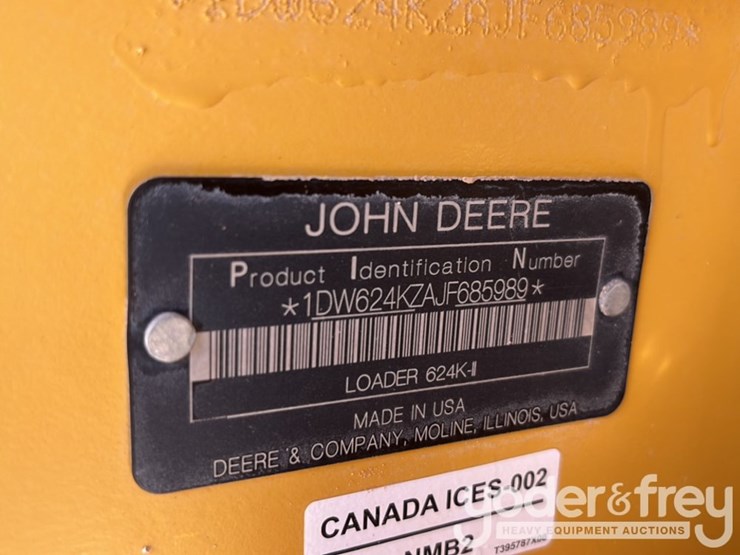 1DW624KZAJF685989*
JOHN DEERE
Product Identification Number
*1DW624KZAJF685989*
LOADER 624K-II
MADE IN USA
DEERE & COMPANY, MOLINE, ILLINOIS, USA
CANADA ICES-002
NMB2
yoder&frey
HEAVY EQUIPMENT AUCTIONS